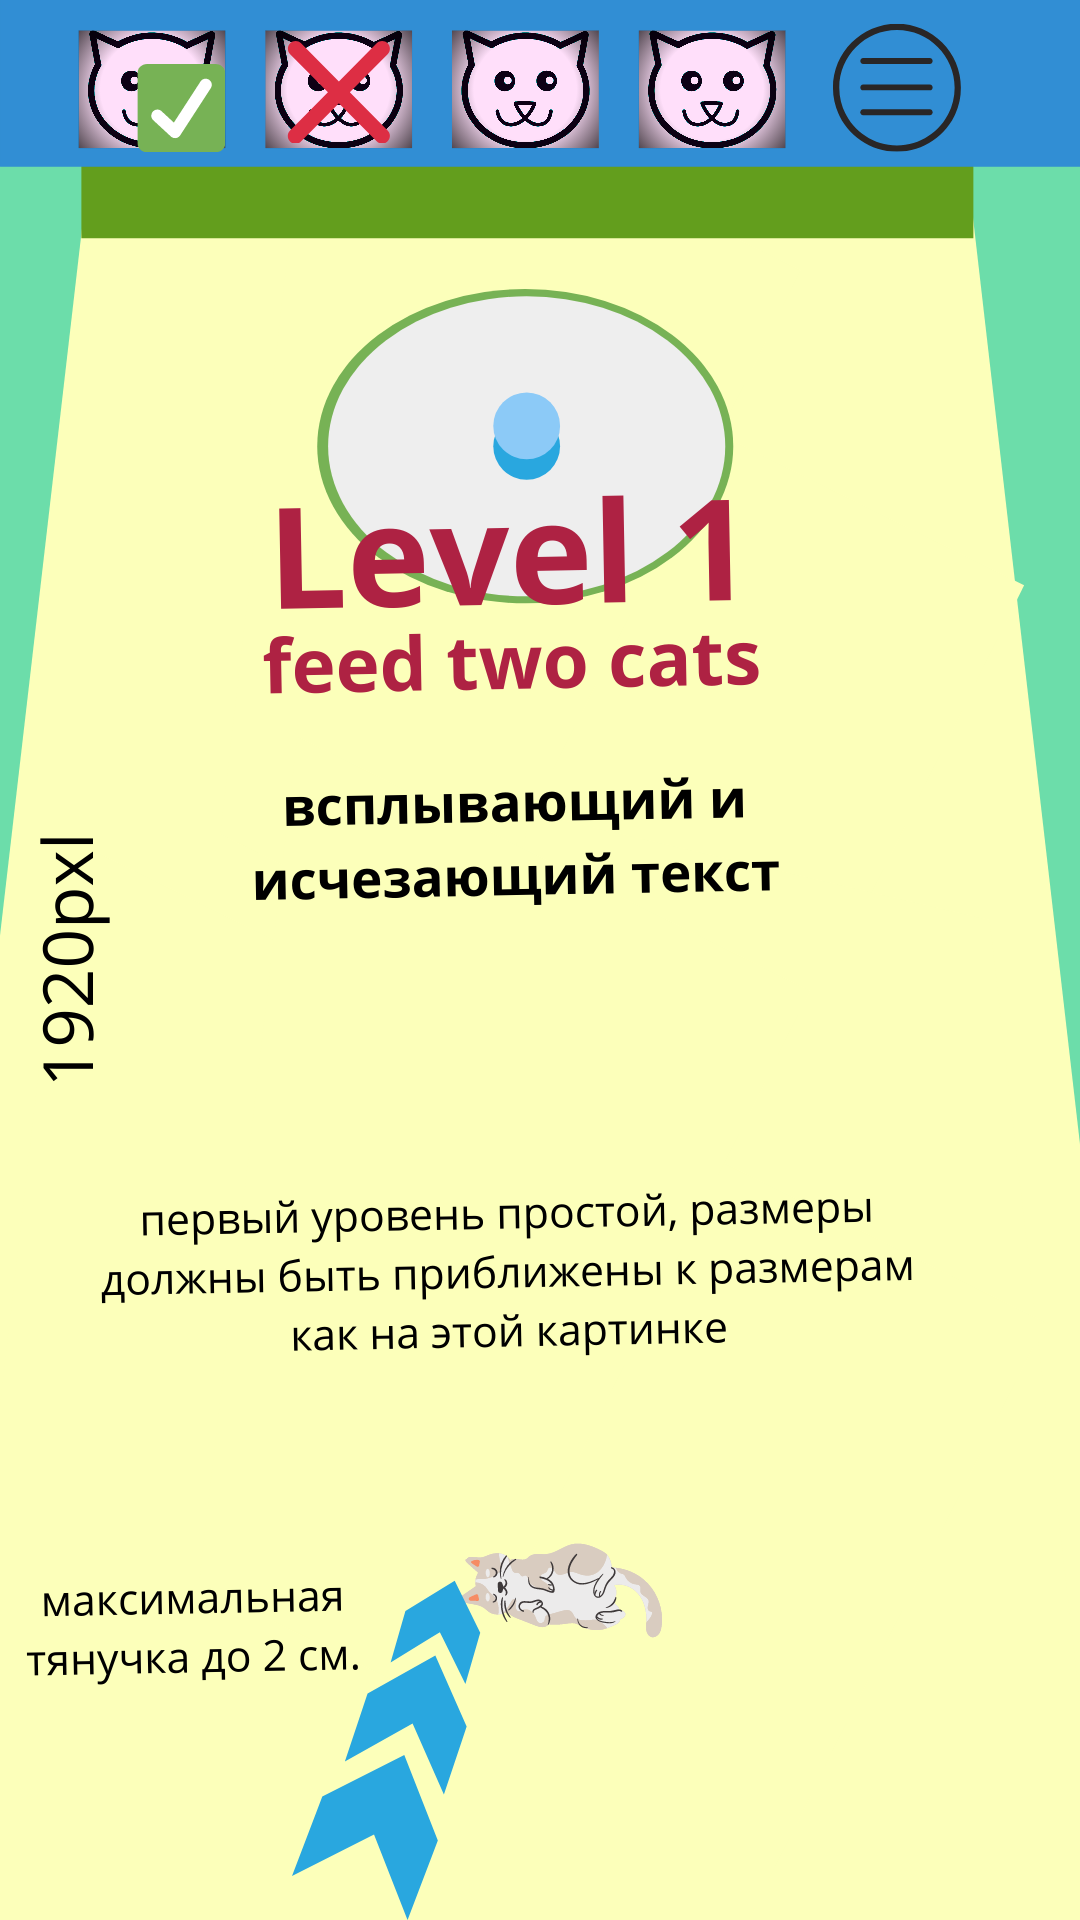 Level 1
feed two cats
всплывающий и
исчезающий текст
1920pxl
первый уровень простой, размеры
должны быть приближены к размерам
как на этой картинке
максимальная
тянучка до 2 см.